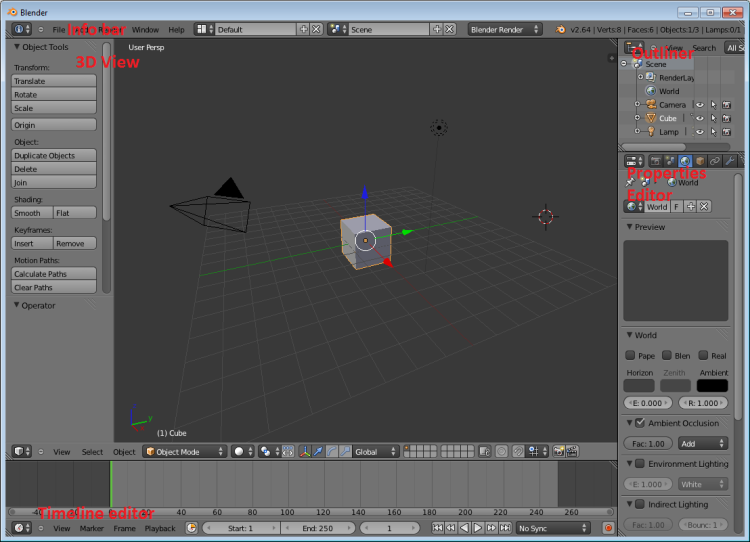 Blender
Info bar
File Render Window Help Default Scene Blender Render v2.64 | Verts:8 | Faces:6 | Objects:1/3 | Lamps:0/1
Object Tools
3D View
User Persp
Outliner
View Search All Sc
Transform:
Translate
Rotate
Scale
Origin
Object:
Duplicate Objects
Delete
Join
Shading:
Smooth Flat
Keyframes:
Insert Remove
Motion Paths:
Calculate Paths
Clear Paths
Operator
Scene
RenderLay
World
Camera
Cube
Lamp
Properties
Editor
World
World F
Preview
World
Pape Blen Real
Horizon Zenith Ambient
E: 0.000 R: 1.000
Ambient Occlusion
Fac: 1.00 Add
Environment Lighting
E: 1.000 White
Indirect Lighting
Fac: 1.00 Bounc: 1
y
(1) Cube
View Select Object Object Mode Global
-40 -20 0 20 40 60 80 100 120 140 160 180 200 220 240 260
Timeline editor
View Marker Frame Playback Start: 1 End: 250 1 No Sync